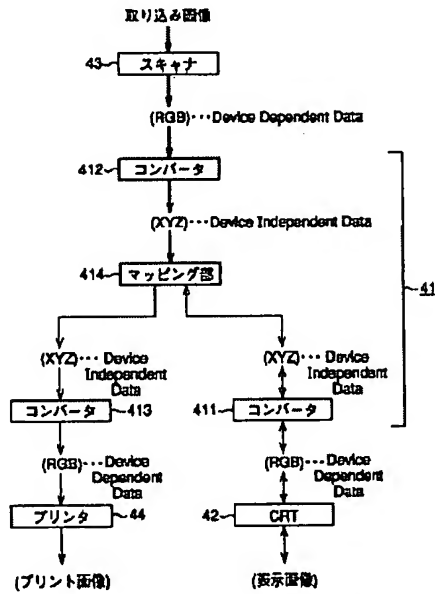 取り込み画像
43
スキャナ
(RGB)・・・Device Dependent Data
412
コンバータ
(XYZ)・・・Device Independent Data
414
マッピング部
41
(XYZ)・・・Device
Independent
Data
コンバータ
413
(RGB)・・・Device
Dependent
Data
プリンタ
44
(プリント画像)
(XYZ)・・・Device
Independent
Data
411
コンバータ
(RGB)・・・Device
Dependent
Data
42
CRT
(表示画像)